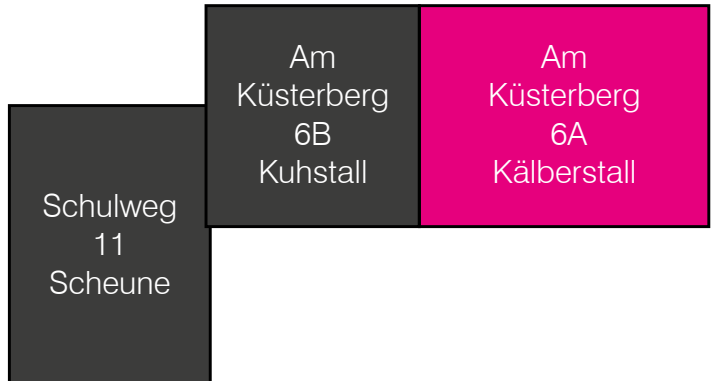 Am
Küsterberg
6B
Kuhstall
Am
Küsterberg
6A
Kälberstall
Schulweg
11
Scheune